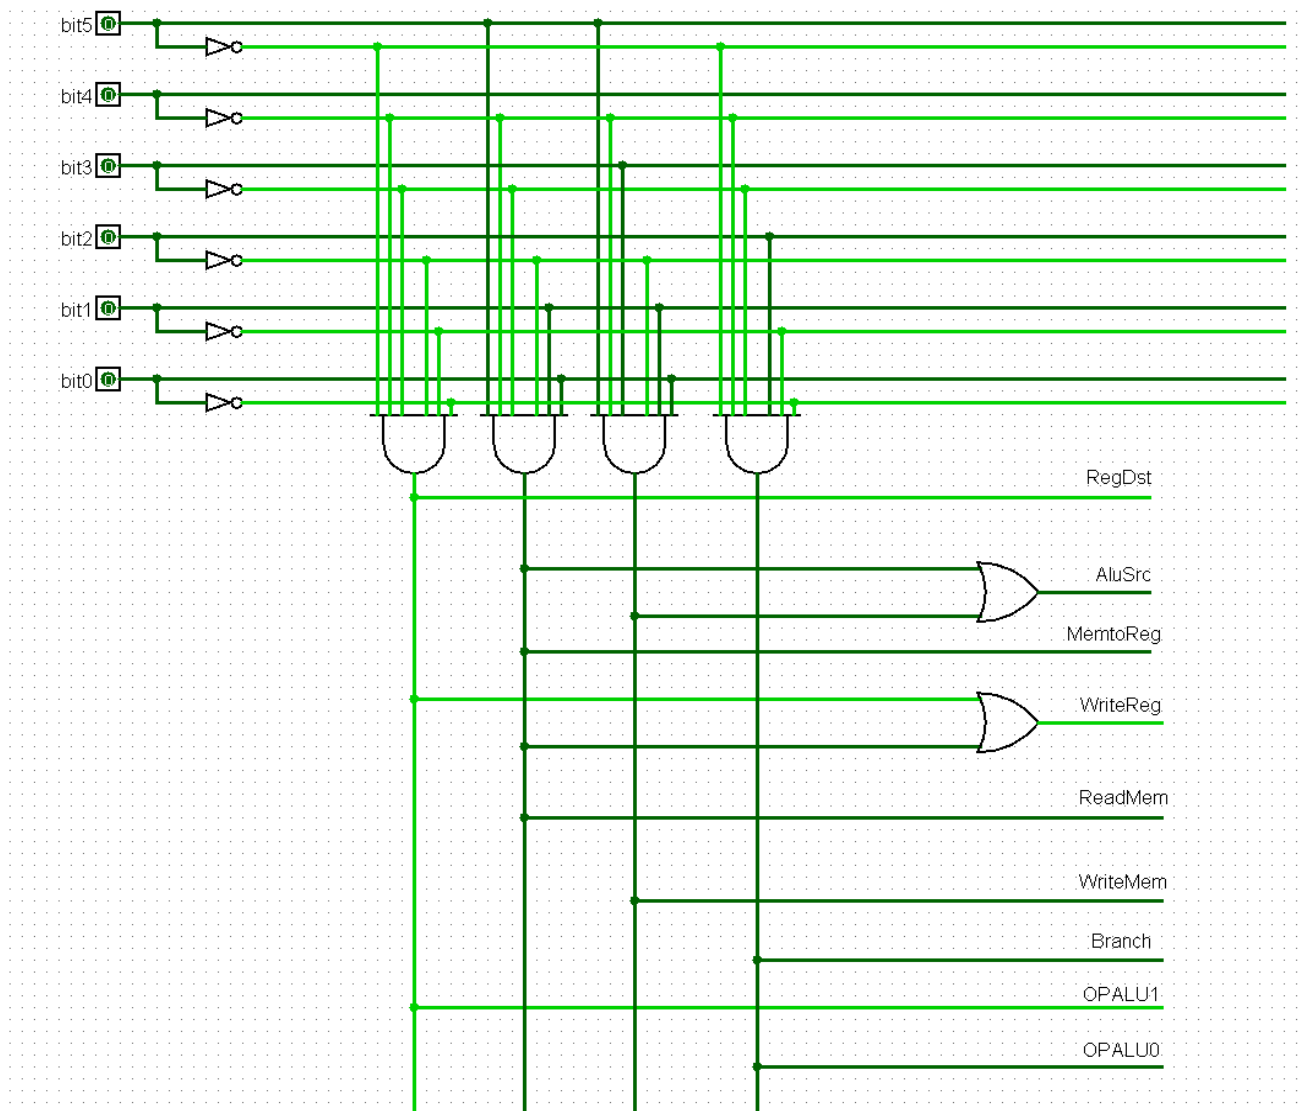 bit5
bit4
bit3
bit2
bit1
bit0
RegDst
AluSrc
MemtoReg
WriteReg
ReadMem
WriteMem
Branch
OPALU1
OPALU0